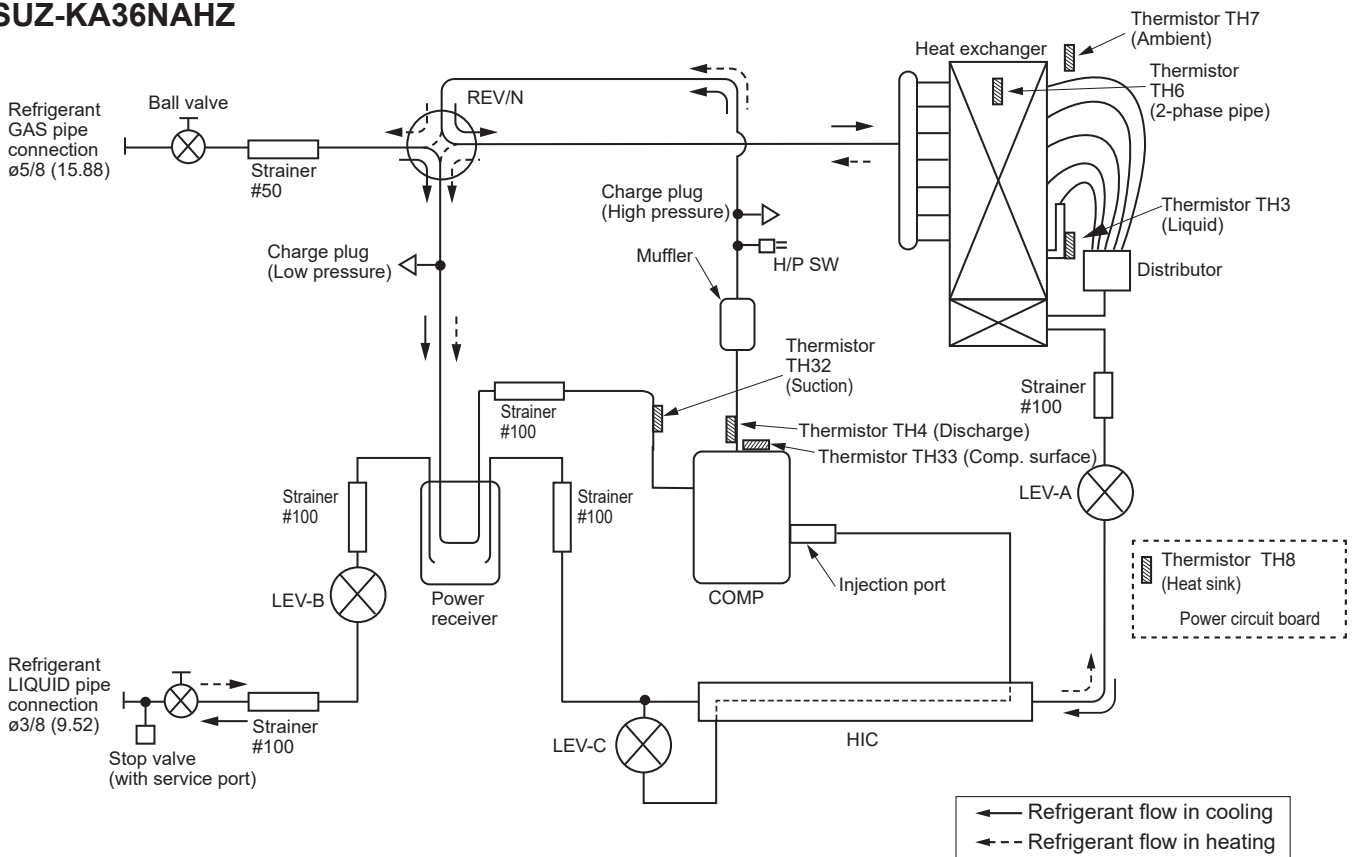 SUZ-KA36NAHZ
Thermistor TH7
(Ambient)
Heat exchanger
Thermistor
TH6
(2-phase pipe)
Refrigerant
GAS pipe
connection
ø5/8 (15.88)
Ball valve
REV/N
Strainer
#50
Charge plug
(High pressure)
Thermistor TH3
(Liquid)
Charge plug
(Low pressure)
Muffler
H/P SW
Distributor
Thermistor
TH32
(Suction)
Strainer
#100
Strainer
#100
Thermistor TH4 (Discharge)
Thermistor TH33 (Comp. surface)
LEV-A
Strainer
#100
Strainer
#100
Thermistor TH8
(Heat sink)
Power circuit board
LEV-B
Power
receiver
COMP
Injection port
Refrigerant
LIQUID pipe
connection
ø3/8 (9.52)
Strainer
#100
Stop valve
(with service port)
LEV-C
HIC
Refrigerant flow in cooling
Refrigerant flow in heating